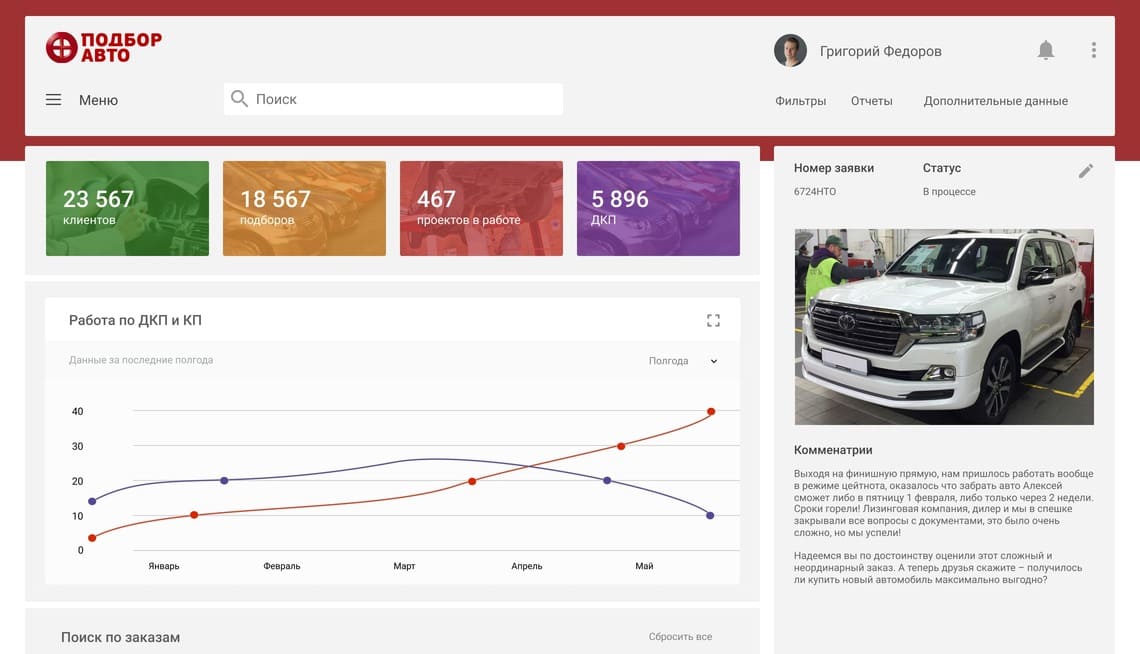 ПОДБОР
АВТО
Григорий Федоров
Меню
Поиск
Фильтры Отчеты Дополнительные данные
23 567
клиентов
18 567
подборов
467
проектов в работе
5 896
ДКП
Работа по ДКП и КП
Данные за последние полгода
Полгода
40
30
20
10
0
Январь Февраль Март Апрель Май
Поиск по заказам
Сбросить все
Номер заявки Статус
6724НТО В процессе
Комменатрии
Выходя на финишную прямую, нам пришлось работать вообще
в режиме цейтнота, оказалось что забрать авто Алексей
сможет либо в пятницу 1 февраля, либо только через 2 недели.
Сроки горели! Лизинговая компания, дилер и мы в спешке
закрывали все вопросы с документами, это было очень
сложно, но мы успели!
Надеемся вы по достоинству оценили этот сложный и
неординарный заказ. А теперь друзья скажите – получилось
ли купить новый автомобиль максимально выгодно?